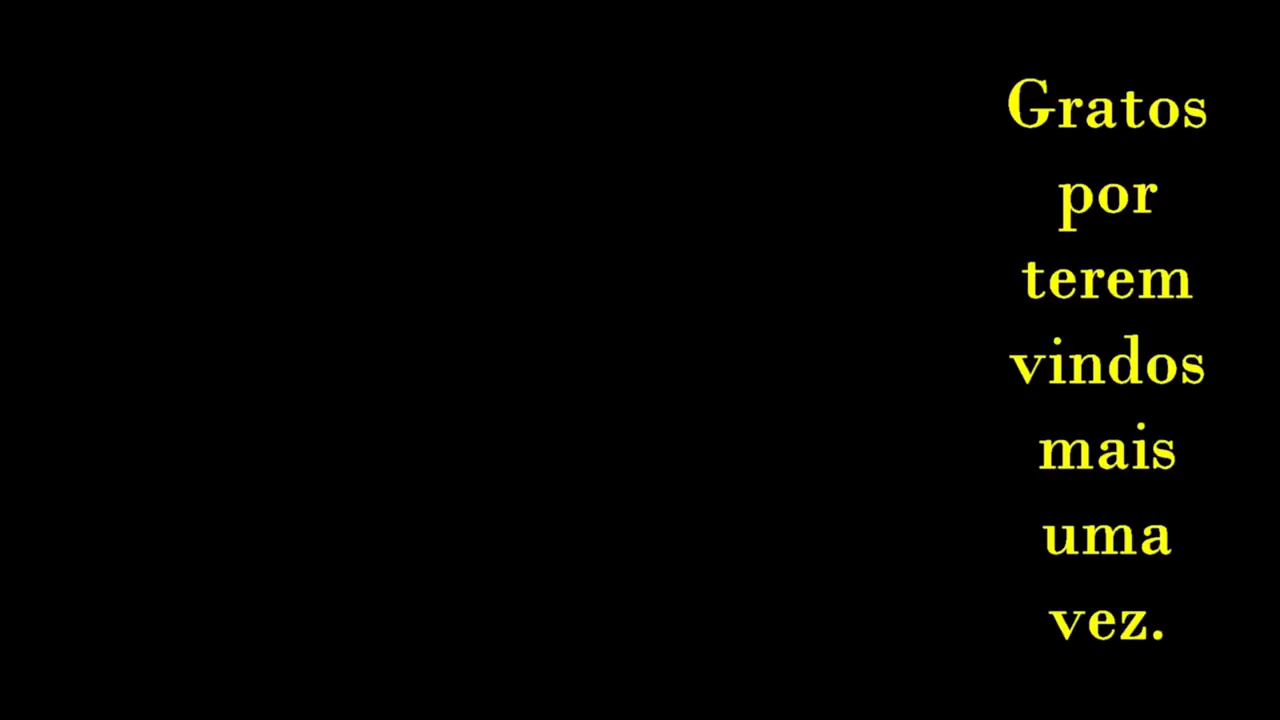 Gratos
por
terem
vindos
mais
uma
vez.